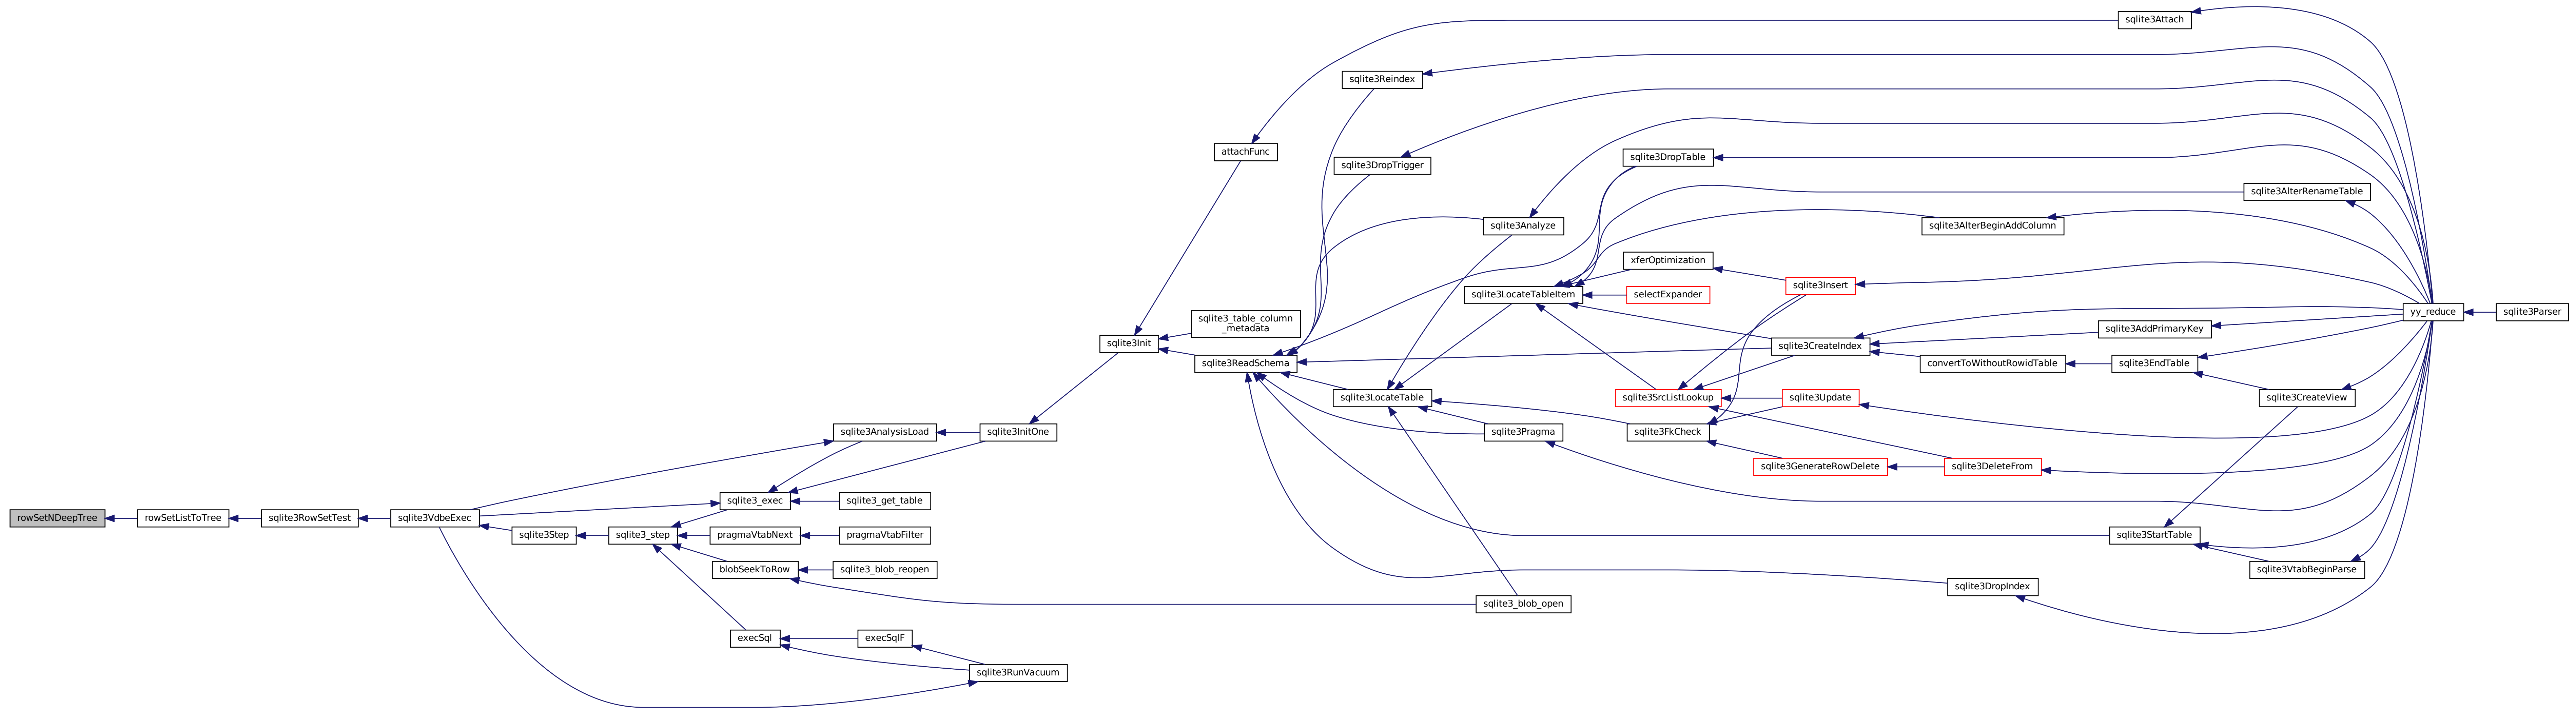 sqlite3Attach
sqlite3Reindex
attachFunc
sqlite3DropTrigger
sqlite3DropTable
sqlite3AlterRenameTable
sqlite3Analyze
sqlite3AlterBeginAddColumn
xferOptimization
sqlite3Insert
sqlite3LocateTableItem
selectExpander
yy_reduce
sqlite3Parser
sqlite3_table_column
_metadata
sqlite3AddPrimaryKey
sqlite3Init
sqlite3CreateIndex
sqlite3ReadSchema
convertToWithoutRowidTable
sqlite3EndTable
sqlite3LocateTable
sqlite3SrcListLookup
sqlite3Update
sqlite3CreateView
sqlite3AnalysisLoad
sqlite3InitOne
sqlite3Pragma
sqlite3FkCheck
sqlite3GenerateRowDelete
sqlite3DeleteFrom
sqlite3_exec
sqlite3_get_table
rowSetNDeepTree
rowSetListToTree
sqlite3RowSetTest
sqlite3VdbeExec
sqlite3Step
sqlite3_step
pragmaVtabNext
pragmaVtabFilter
sqlite3StartTable
blobSeekToRow
sqlite3_blob_reopen
sqlite3VtabBeginParse
sqlite3DropIndex
sqlite3_blob_open
execSql
execSqlF
sqlite3RunVacuum